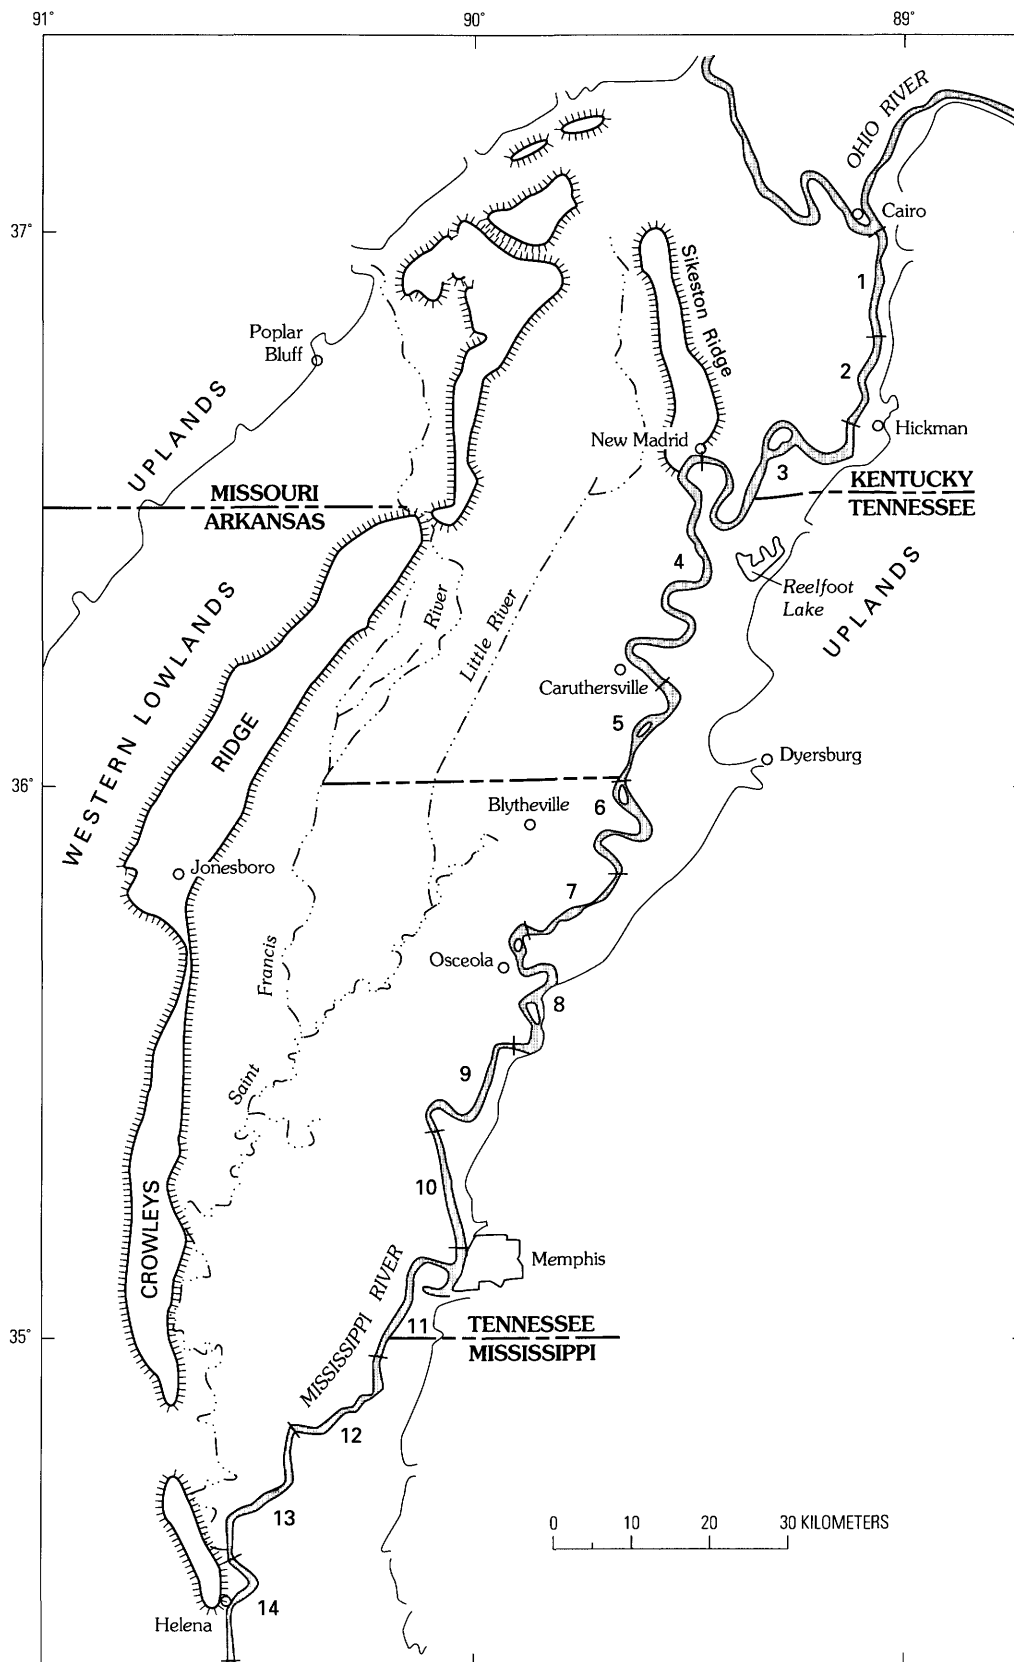 91°
90°
89°
OHIO RIVER
Cairo
37°
1
Sikeston Ridge
Poplar
Bluff
2
UPLANDS
New Madrid
Hickman
3
MISSOURI
ARKANSAS
KENTUCKY
TENNESSEE
4
Reelfoot
Lake
UPLANDS
River
Little River
WESTERN LOWLANDS
Caruthersville
RIDGE
5
Dyersburg
36°
Blytheville
6
Jonesboro
7
Osceola
Francis
8
9
Saint
10
CROWLEYS
Memphis
MISSISSIPPI RIVER
11
35°
TENNESSEE
MISSISSIPPI
12
13
0 10 20 30 KILOMETERS
14
Helena